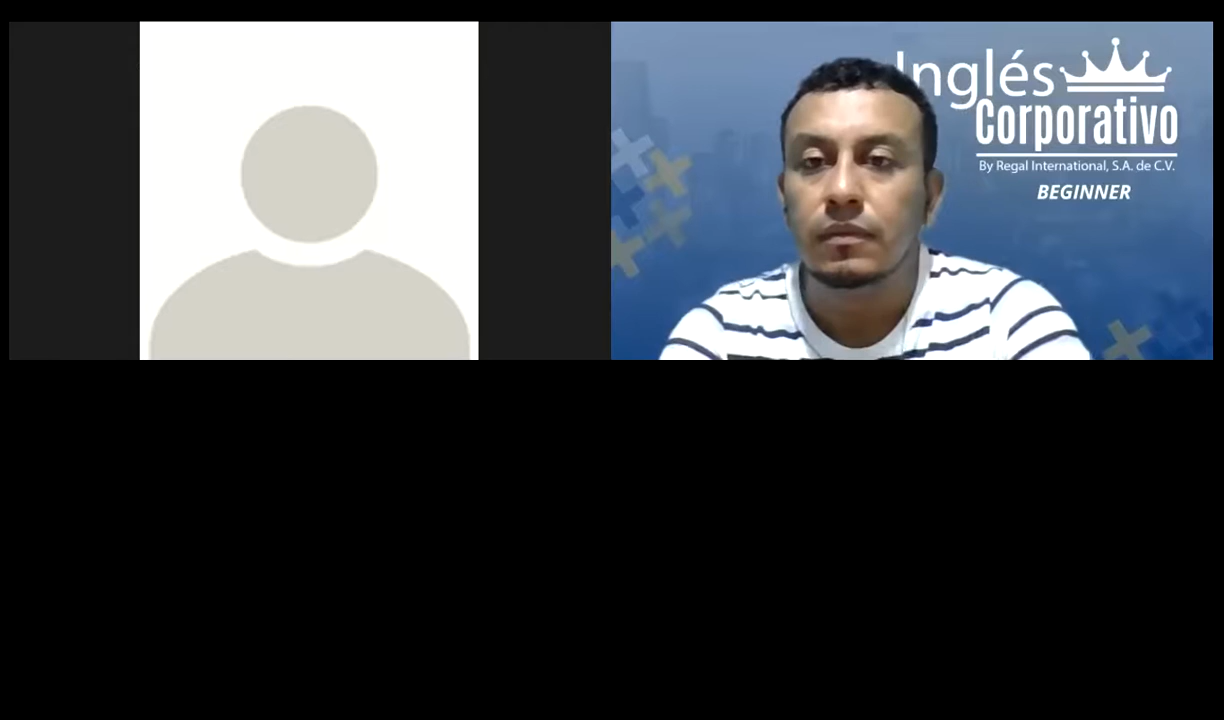 Inglés
Corporativo
By Regal International, S.A. de C.V.
BEGINNER